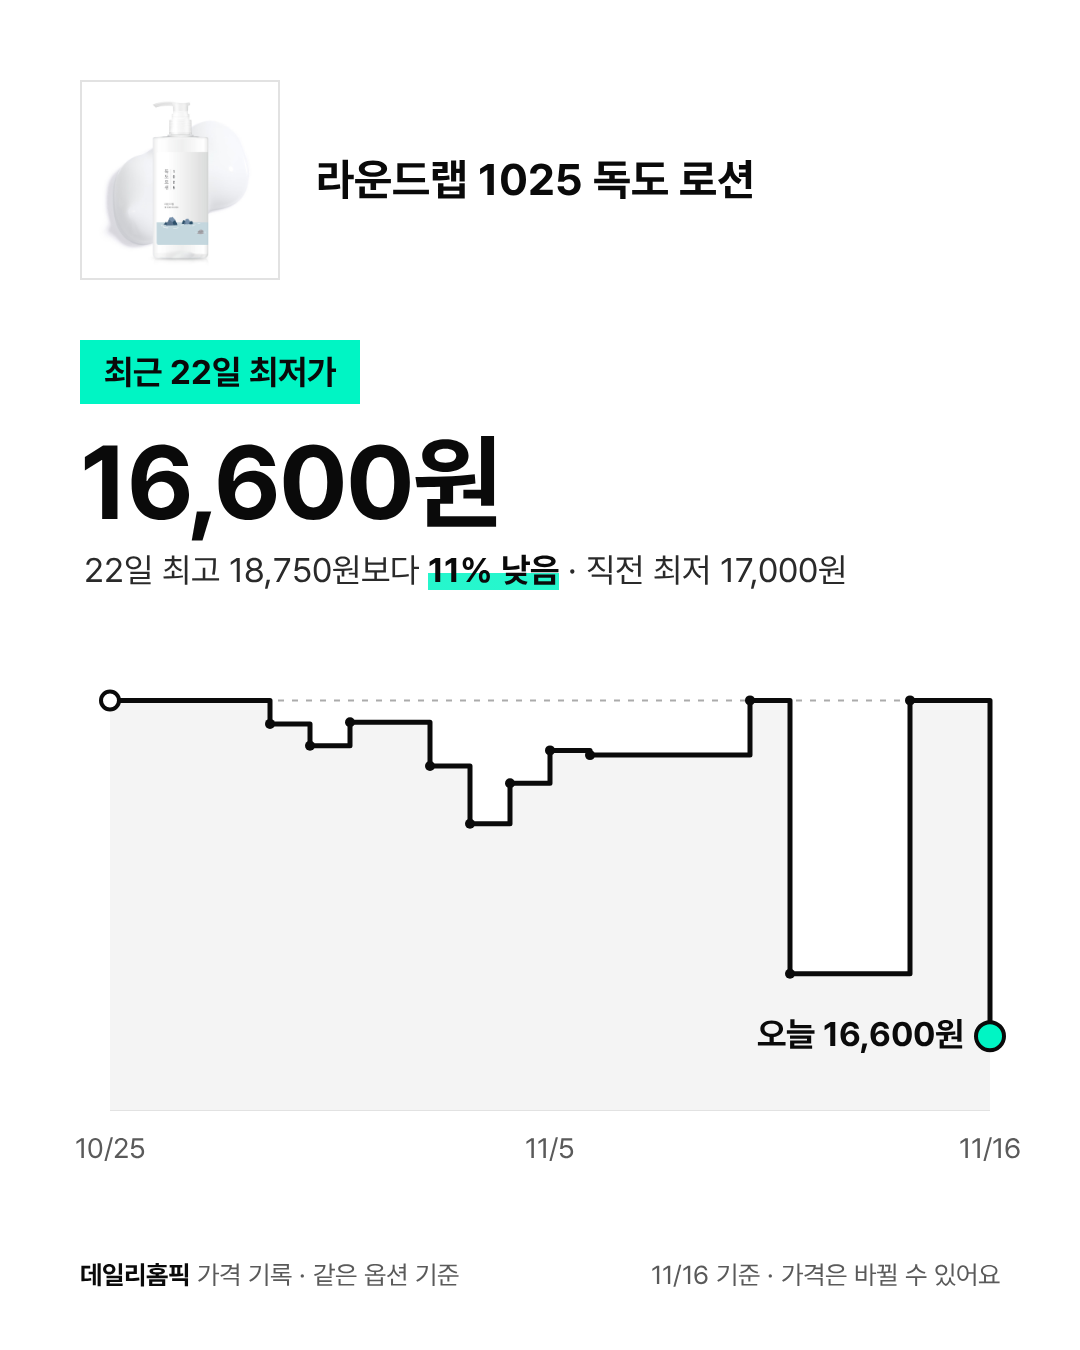 라운드랩 1025 독도 로션
최근 22일 최저가
16,600원
22일 최고 18,750원보다 11% 낮음 · 직전 최저 17,000원
오늘 16,600원
10/25 11/5 11/16
데일리홈픽 가격 기록 · 같은 옵션 기준
11/16 기준 · 가격은 바뀔 수 있어요